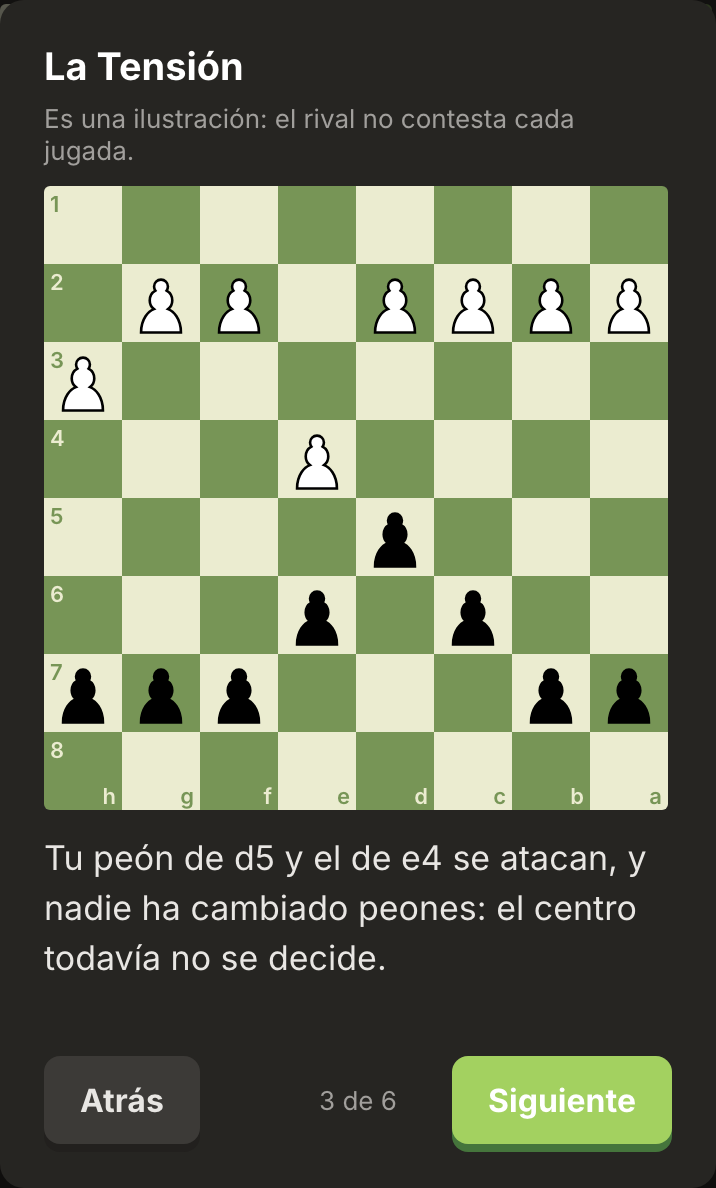 La Tensión
Es una ilustración: el rival no contesta cada
jugada.
1
2
3
4
5
6
7
8
h g f e d c b a
Tu peón de d5 y el de e4 se atacan, y
nadie ha cambiado peones: el centro
todavía no se decide.
Atrás 3 de 6 Siguiente